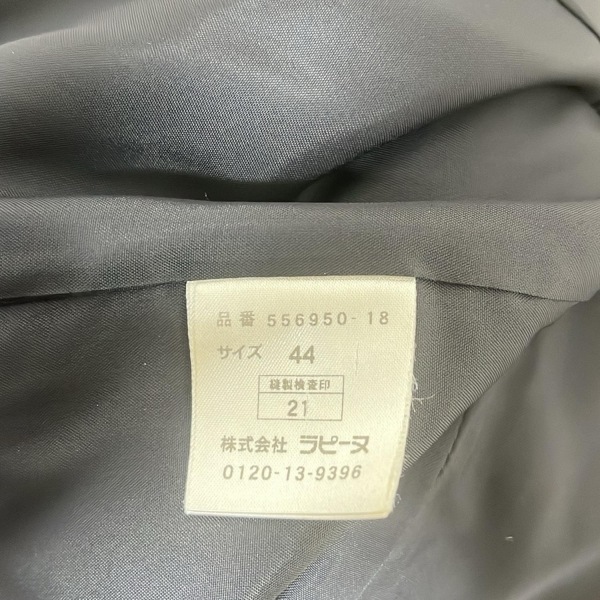 品番 556950-18
サイズ 44
縫製検査印
21
株式会社 ラピーヌ
0120-13-9396